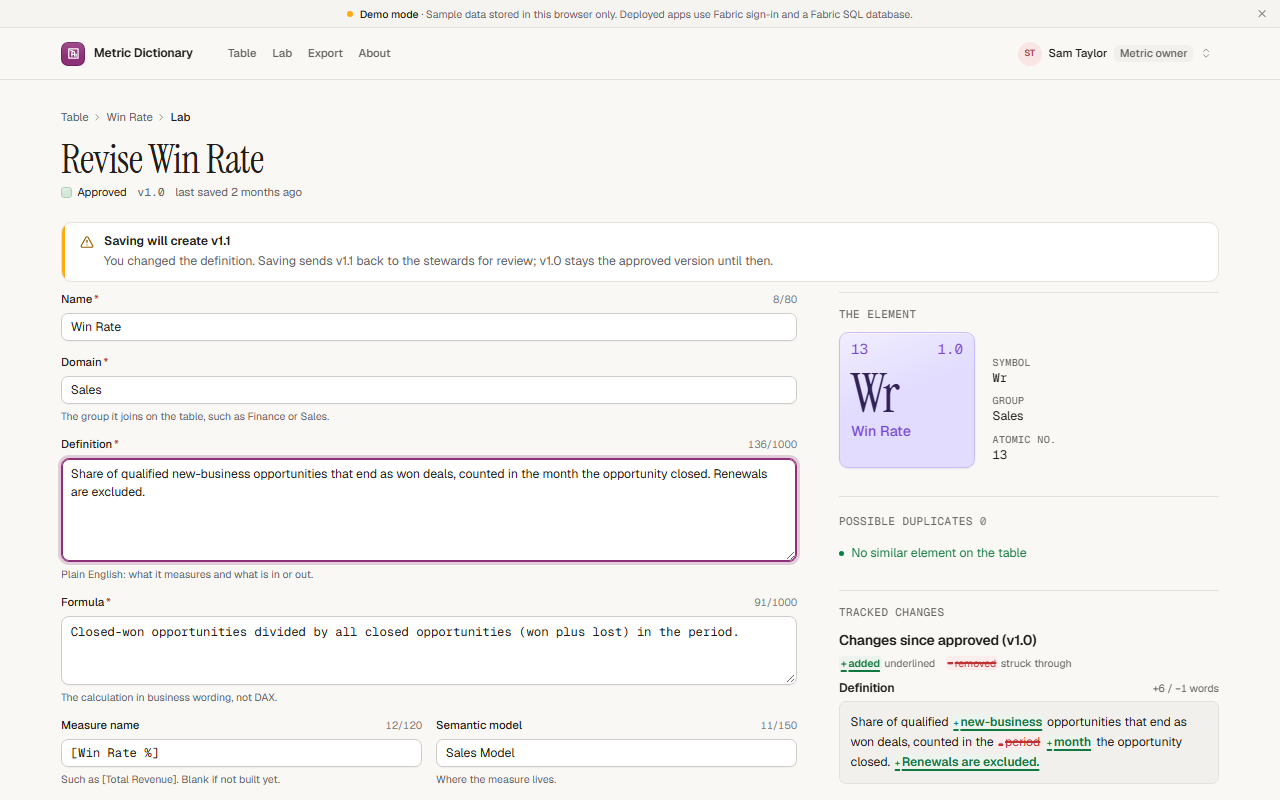 Demo mode · Sample data stored in this browser only. Deployed apps use Fabric sign-in and a Fabric SQL database.
Metric Dictionary
Table
Lab
Export
About
ST
Sam Taylor
Metric owner
Table > Win Rate > Lab
Revise Win Rate
Approved v1.0 last saved 2 months ago
Saving will create v1.1
You changed the definition. Saving sends v1.1 back to the stewards for review; v1.0 stays the approved version until then.
Name*
8/80
Win Rate
Domain*
Sales
The group it joins on the table, such as Finance or Sales.
Definition*
136/1000
Share of qualified new-business opportunities that end as won deals, counted in the month the opportunity closed. Renewals
are excluded.
Plain English: what it measures and what is in or out.
Formula*
91/1000
Closed-won opportunities divided by all closed opportunities (won plus lost) in the period.
The calculation in business wording, not DAX.
Measure name
12/120
[Win Rate %]
Such as [Total Revenue]. Blank if not built yet.
Semantic model
11/150
Sales Model
Where the measure lives.
THE ELEMENT
13
1.0
Wr
Win Rate
SYMBOL
Wr
GROUP
Sales
ATOMIC NO.
13
POSSIBLE DUPLICATES 0
No similar element on the table
TRACKED CHANGES
Changes since approved (v1.0)
+added underlined −removed struck through
Definition
+6 / −1 words
Share of qualified +new-business opportunities that end as
won deals, counted in the −period +month the opportunity
closed. +Renewals are excluded.